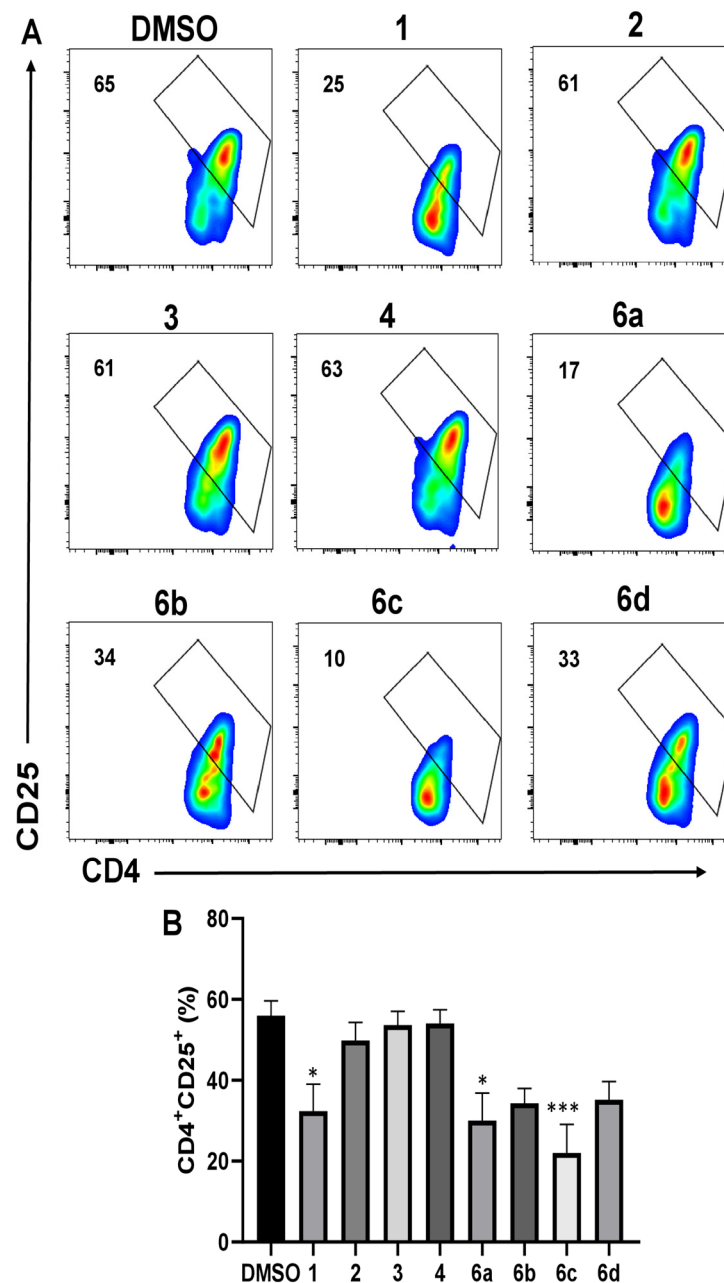 A
DMSO 1 2
65 25 61
3 4 6a
61 63 17
6b 6c 6d
34 10 33
CD25
CD4
B
CD4⁺CD25⁺ (%)
80
60
40
20
0
* * ***
DMSO 1 2 3 4 6a 6b 6c 6d